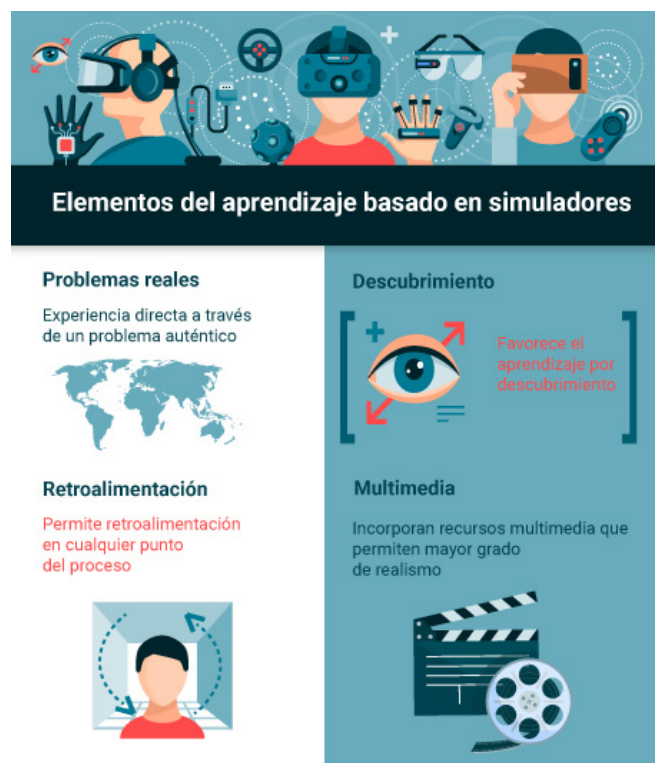 Elementos del aprendizaje basado en simuladores
Problemas reales
Experiencia directa a través
de un problema auténtico
Descubrimiento
Favorece el
aprendizaje por
descubrimiento
Retroalimentación
Permite retroalimentación
en cualquier punto
del proceso
Multimedia
Incorporan recursos multimedia que
permiten mayor grado
de realismo